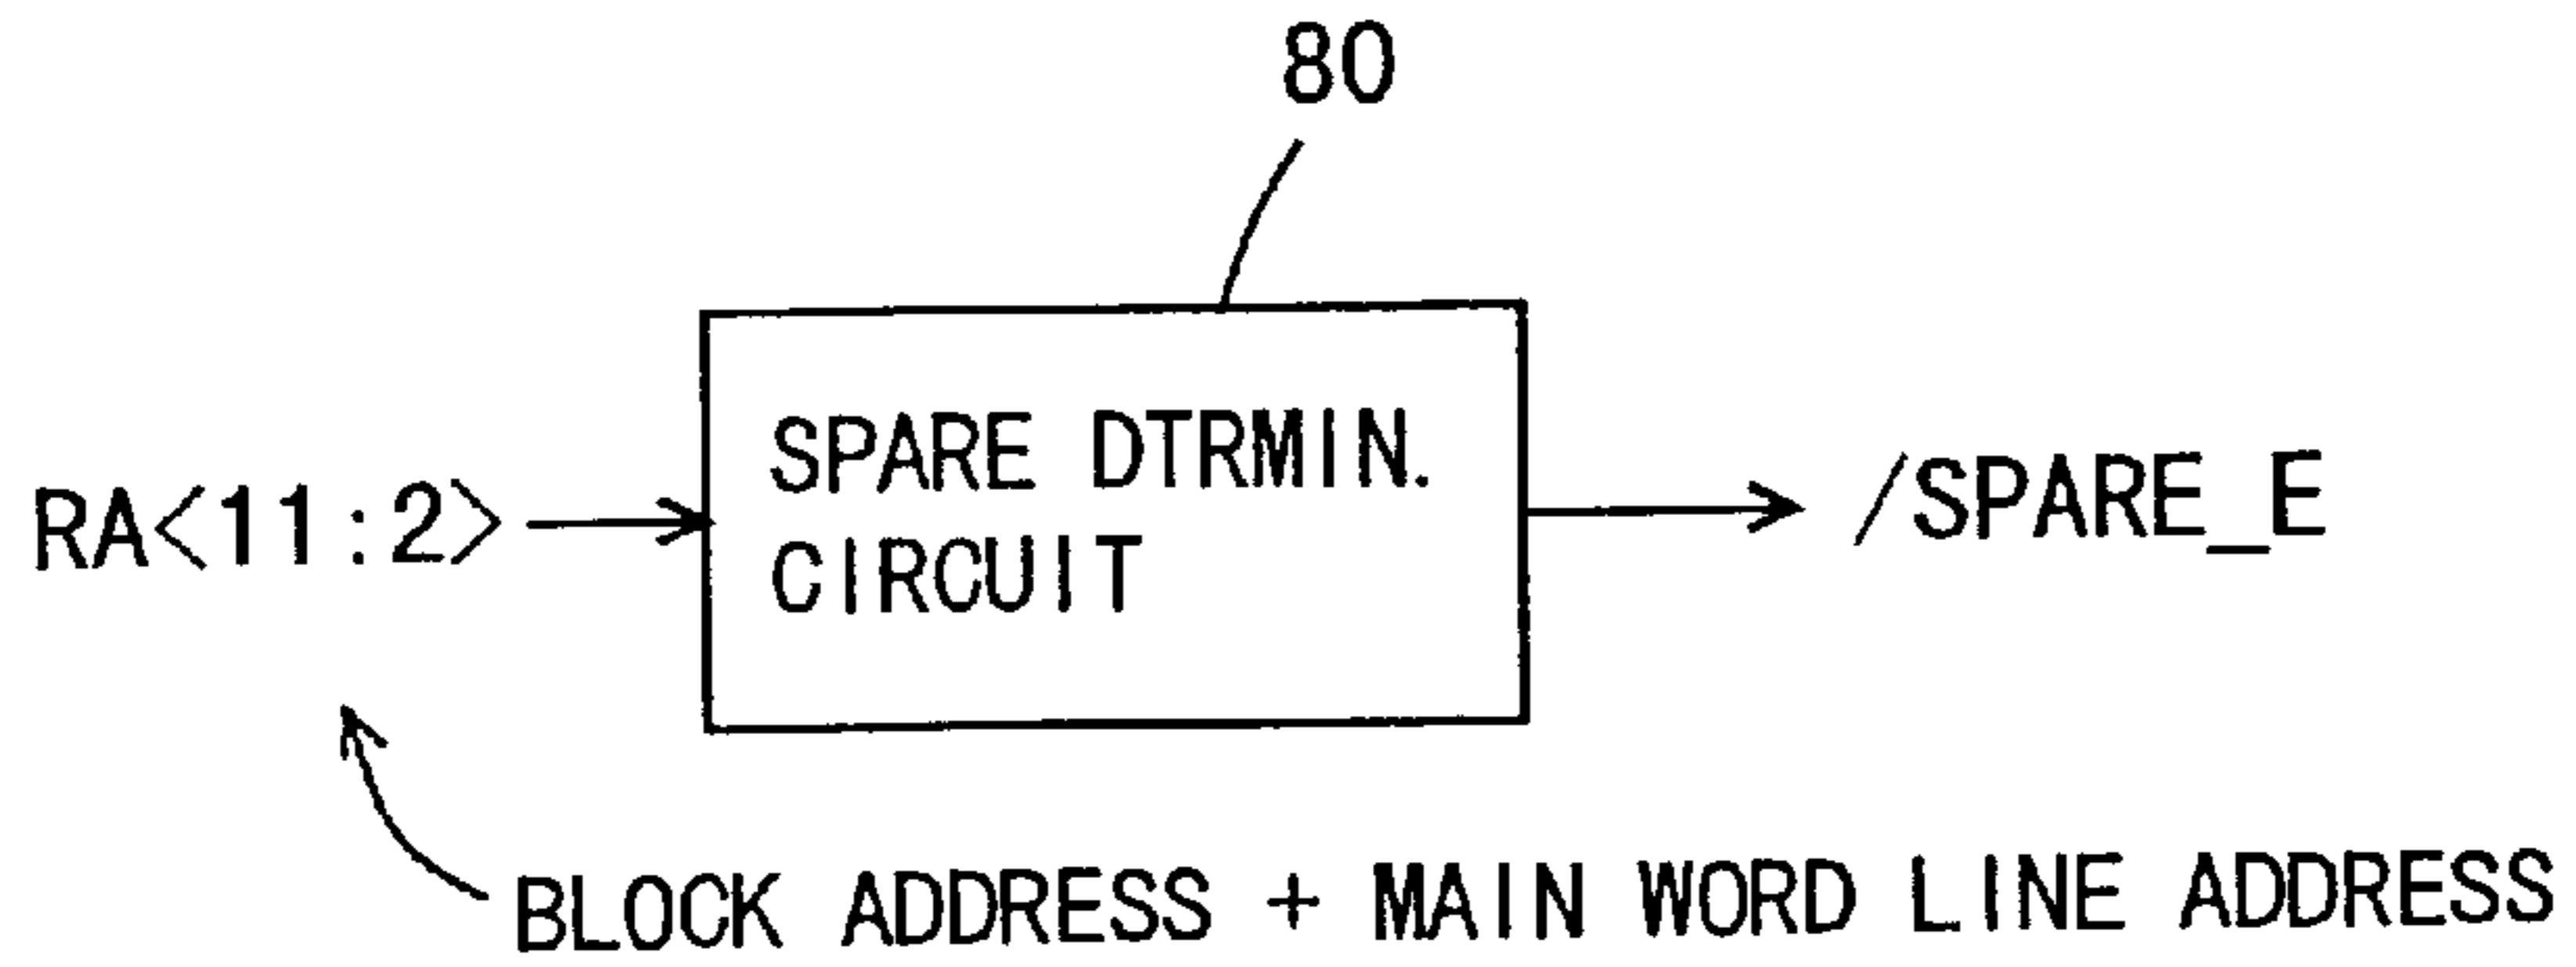 80
SPARE DTRMIN.
CIRCUIT
RA<11:2>
/SPARE_E
BLOCK ADDRESS + MAIN WORD LINE ADDRESS